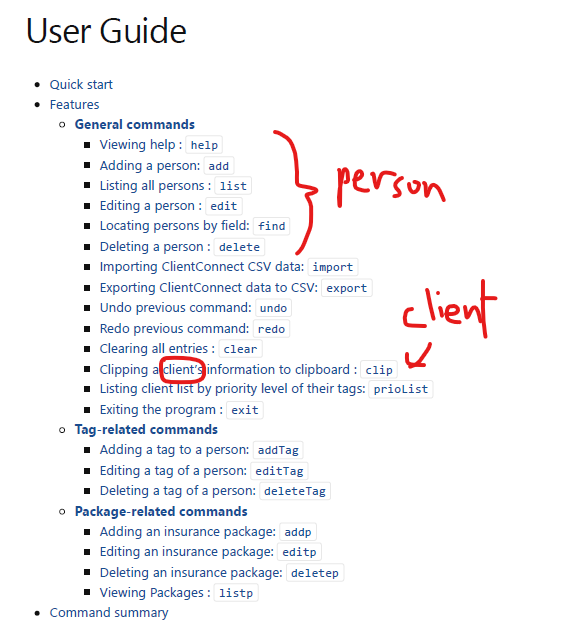 User Guide
Quick start
Features
General commands
Viewing help : help
Adding a person: add
Listing all persons : list
Editing a person : edit
Locating persons by field: find
Deleting a person : delete
person
Importing ClientConnect CSV data: import
Exporting ClientConnect data to CSV: export
Undo previous command: undo
Redo previous command: redo
client
Clearing all entries : clear
Clipping a client's information to clipboard : clip
Listing client list by priority level of their tags: prioList
Exiting the program : exit
Tag-related commands
Adding a tag to a person: addTag
Editing a tag of a person: editTag
Deleting a tag of a person: deleteTag
Package-related commands
Adding an insurance package: addp
Editing an insurance package: editp
Deleting an insurance package: deletep
Viewing Packages : listp
Command summary